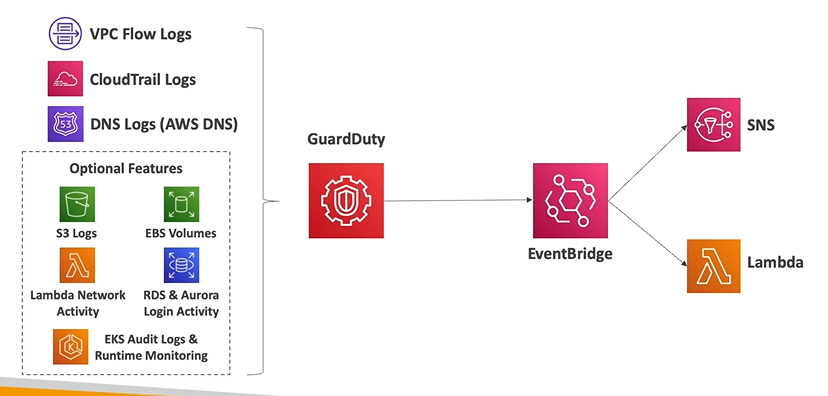 VPC Flow Logs
CloudTrail Logs
53
DNS Logs (AWS DNS)
Optional Features
S3 Logs
EBS Volumes
Lambda Network
Activity
RDS & Aurora
Login Activity
K
EKS Audit Logs &
Runtime Monitoring
GuardDuty
EventBridge
SNS
Lambda